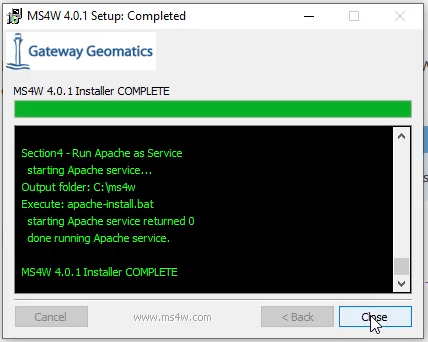 MS4W 4.0.1 Setup: Completed
Gateway Geomatics
MS4W 4.0.1 Installer COMPLETE
Section4 - Run Apache as Service
starting Apache service...
Output folder: C:\ms4w
Execute: apache-install.bat
starting Apache service returned 0
done running Apache service.
MS4W 4.0.1 Installer COMPLETE
Cancel www.ms4w.com < Back Close